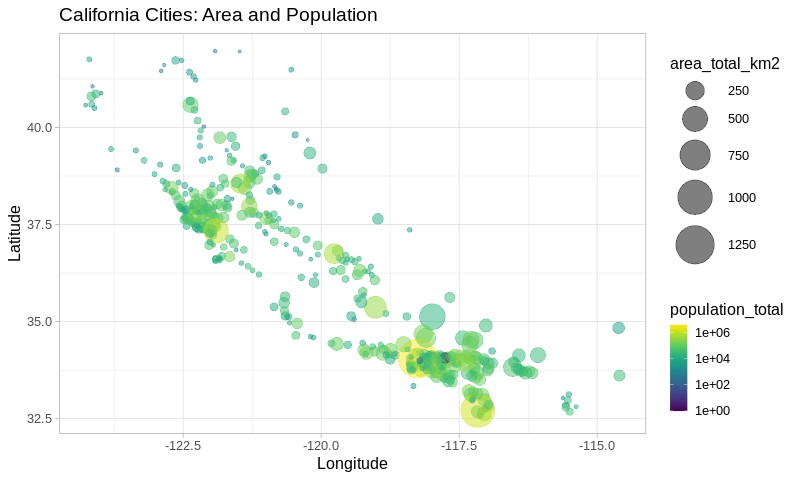 California Cities: Area and Population
Latitude
40.0
37.5
35.0
32.5
-122.5
-120.0
-117.5
-115.0
Longitude
area_total_km2
250
500
750
1000
1250
population_total
1e+06
1e+04
1e+02
1e+00